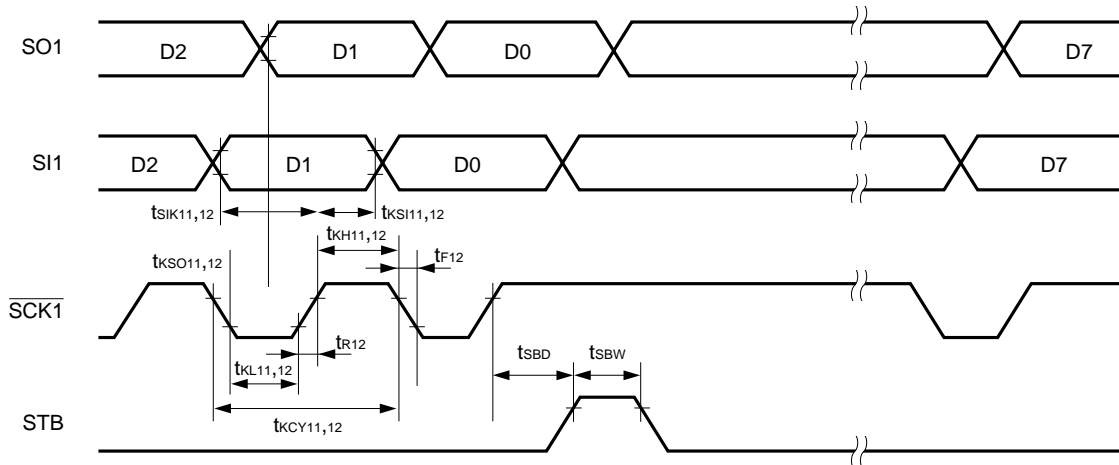 SO1
D2
D1
D0
D7
SI1
D2
D1
D0
D7
tSIK11,12
tKSI11,12
tKH11,12
tKSO11,12
tF12
SCK1
tR12
tKL11,12
tSBD
tSBW
tKCY11,12
STB